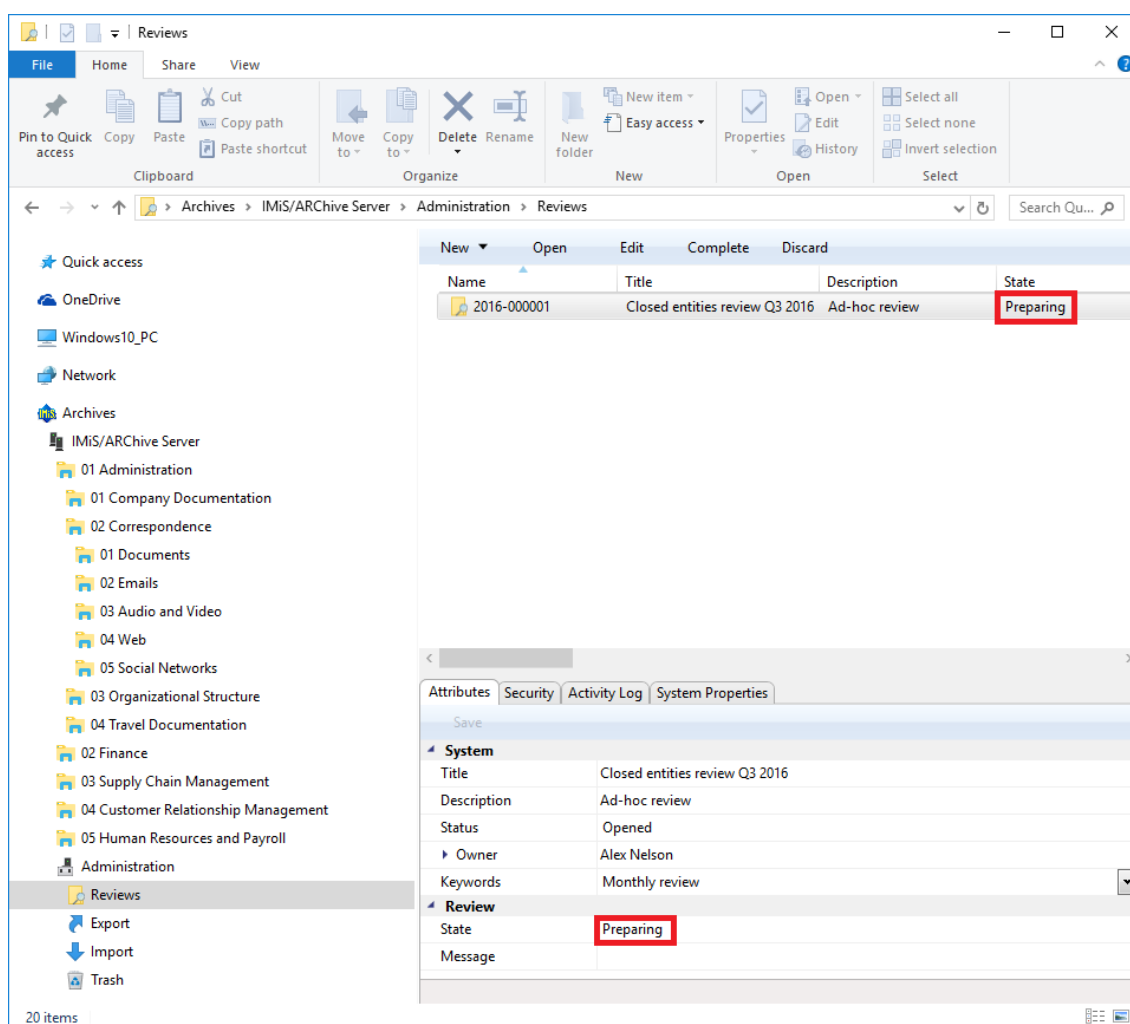 Reviews
File Home Share View
Pin to Quick access
Copy
Paste
Cut
Copy path
Paste shortcut
Move to
Copy to
Delete
Rename
New folder
New item
Easy access
Properties
Open
Edit
History
Select all
Select none
Invert selection
Clipboard Organize New Open Select
Archives IMiS/ARChive Server Administration Reviews
Search Qu...
Quick access
OneDrive
Windows10_PC
Network
Archives
IMiS/ARChive Server
01 Administration
01 Company Documentation
02 Correspondence
01 Documents
02 Emails
03 Audio and Video
04 Web
05 Social Networks
03 Organizational Structure
04 Travel Documentation
02 Finance
03 Supply Chain Management
04 Customer Relationship Management
05 Human Resources and Payroll
Administration
Reviews
Export
Import
Trash
New Open Edit Complete Discard
Name Title Description State
2016-000001 Closed entities review Q3 2016 Ad-hoc review Preparing
Attributes Security Activity Log System Properties
Save
System
Title Closed entities review Q3 2016
Description Ad-hoc review
Status Opened
Owner Alex Nelson
Keywords Monthly review
Review
State Preparing
Message
20 items